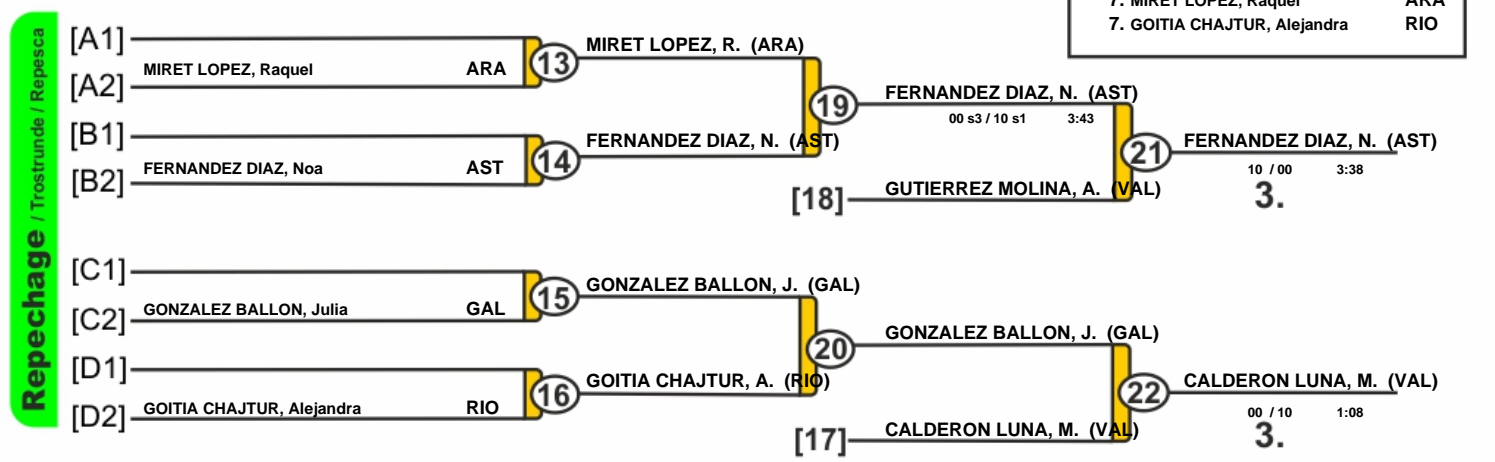 7. MIRET LOPEZ, Raquel ARA
7. GOITIA CHAJTUR, Alejandra RIO
Repechage / Trostrunde / Repesca
[A1]
MIRET LOPEZ, Raquel ARA
[A2]
13
MIRET LOPEZ, R. (ARA)
[B1]
FERNANDEZ DIAZ, Noa AST
[B2]
14
FERNANDEZ DIAZ, N. (AST)
19
FERNANDEZ DIAZ, N. (AST)
00 s3 / 10 s1 3:43
[18]
GUTIERREZ MOLINA, A. (VAL)
21
FERNANDEZ DIAZ, N. (AST)
10 / 00 3:38
3.
[C1]
GONZALEZ BALLON, Julia GAL
[C2]
15
GONZALEZ BALLON, J. (GAL)
[D1]
GOITIA CHAJTUR, Alejandra RIO
[D2]
16
GOITIA CHAJTUR, A. (RIO)
20
GONZALEZ BALLON, J. (GAL)
[17]
CALDERON LUNA, M. (VAL)
22
CALDERON LUNA, M. (VAL)
00 / 10 1:08
3.